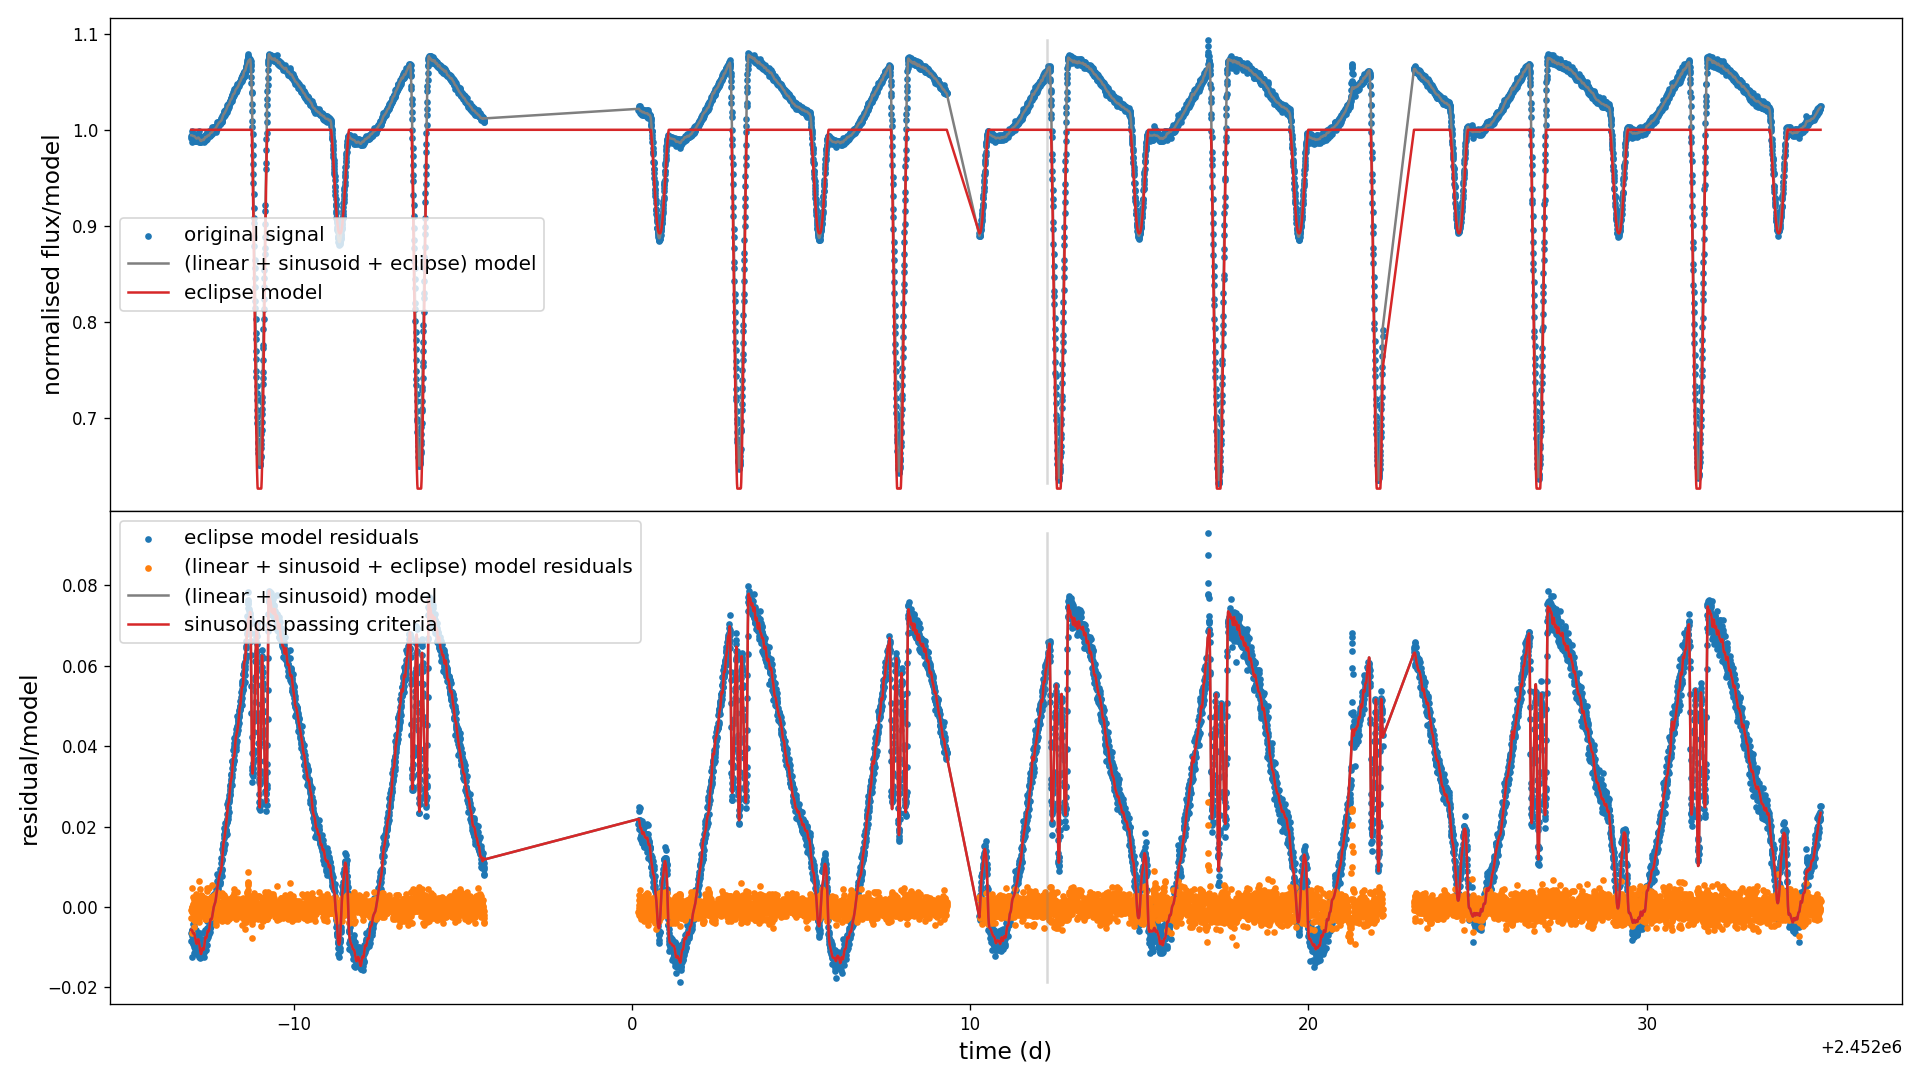 1.1
1.0
0.9
0.8
0.7
normalised flux/model
original signal
(linear + sinusoid + eclipse) model
eclipse model
eclipse model residuals
(linear + sinusoid + eclipse) model residuals
(linear + sinusoid) model
sinusoids passing criteria
0.08
0.06
0.04
0.02
0.00
−0.02
residual/model
−10
0
10
20
30
time (d)
+2.452e6